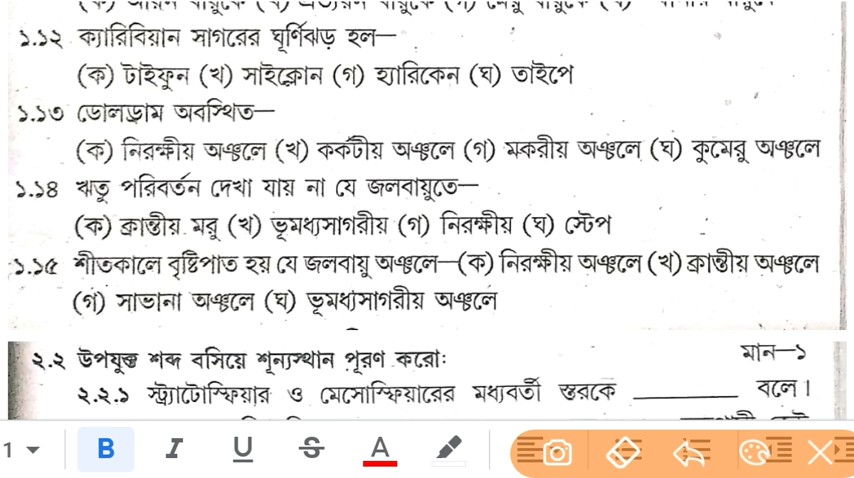 ১.১২ ক্যারিবিয়ান সাগরের ঘূর্ণিঝড় হল—
(ক) টাইফুন (খ) সাইক্লোন (গ) হ্যারিকেন (ঘ) তাইপে
১.১৩ ডোলড্রাম অবস্থিত—
(ক) নিরক্ষীয় অঞ্চলে (খ) কর্কটীয় অঞ্চলে (গ) মকরীয় অঞ্চলে (ঘ) কুমেরু অঞ্চলে
১.১৪ ঋতু পরিবর্তন দেখা যায় না যে জলবায়ুতে—
(ক) ক্রান্তীয় মরু (খ) ভূমধ্যসাগরীয় (গ) নিরক্ষীয় (ঘ) স্টেপ
১.১৫ শীতকালে বৃষ্টিপাত হয় যে জলবায়ু অঞ্চলে—(ক) নিরক্ষীয় অঞ্চলে (খ) ক্রান্তীয় অঞ্চলে
(গ) সাভানা অঞ্চলে (ঘ) ভূমধ্যসাগরীয় অঞ্চলে
২.২ উপযুক্ত শব্দ বসিয়ে শূন্যস্থান পূরণ করো: মান—১
২.২.১ স্ট্র্যাটোস্ফিয়ার ও মেসোস্ফিয়ারের মধ্যবর্তী স্তরকে __________ বলে।
1 B I U S A